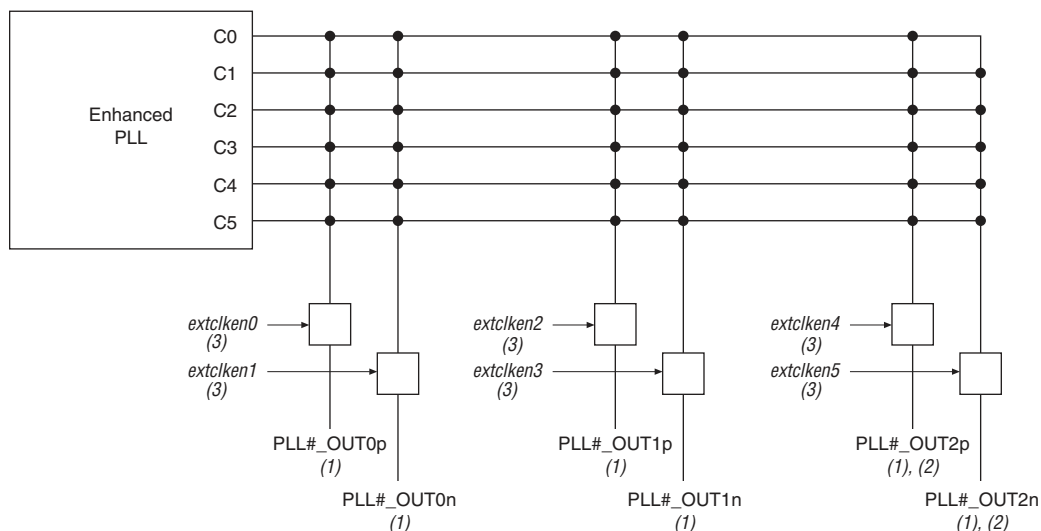 C0
C1
C2
C3
C4
C5
Enhanced
PLL
extclken0
(3)
extclken1
(3)
extclken2
(3)
extclken3
(3)
extclken4
(3)
extclken5
(3)
PLL#_OUT0p
(1)
PLL#_OUT0n
(1)
PLL#_OUT1p
(1)
PLL#_OUT1n
(1)
PLL#_OUT2p
(1), (2)
PLL#_OUT2n
(1), (2)